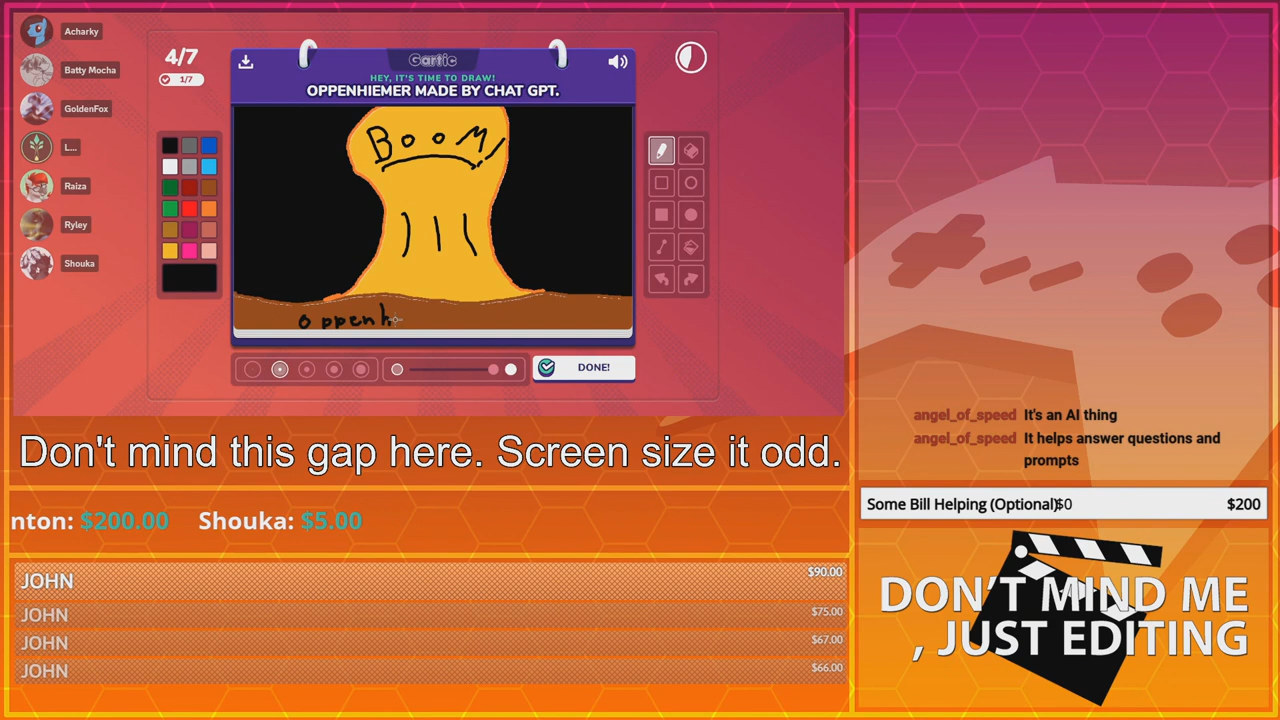 Acharky
Batty Mocha
GoldenFox
L...
Raiza
Ryley
Shouka
4/7
1/7
Gartic
HEY, IT'S TIME TO DRAW!
OPPENHIEMER MADE BY CHAT GPT.
BOOM
oppenh
DONE!
Don't mind this gap here. Screen size it odd.
nton: $200.00 Shouka: $5.00
JOHN $90.00
JOHN $75.00
JOHN $67.00
JOHN $66.00
angel_of_speed It's an AI thing
angel_of_speed It helps answer questions and
prompts
Some Bill Helping (Optional) $0 $200
DON'T MIND ME
, JUST EDITING